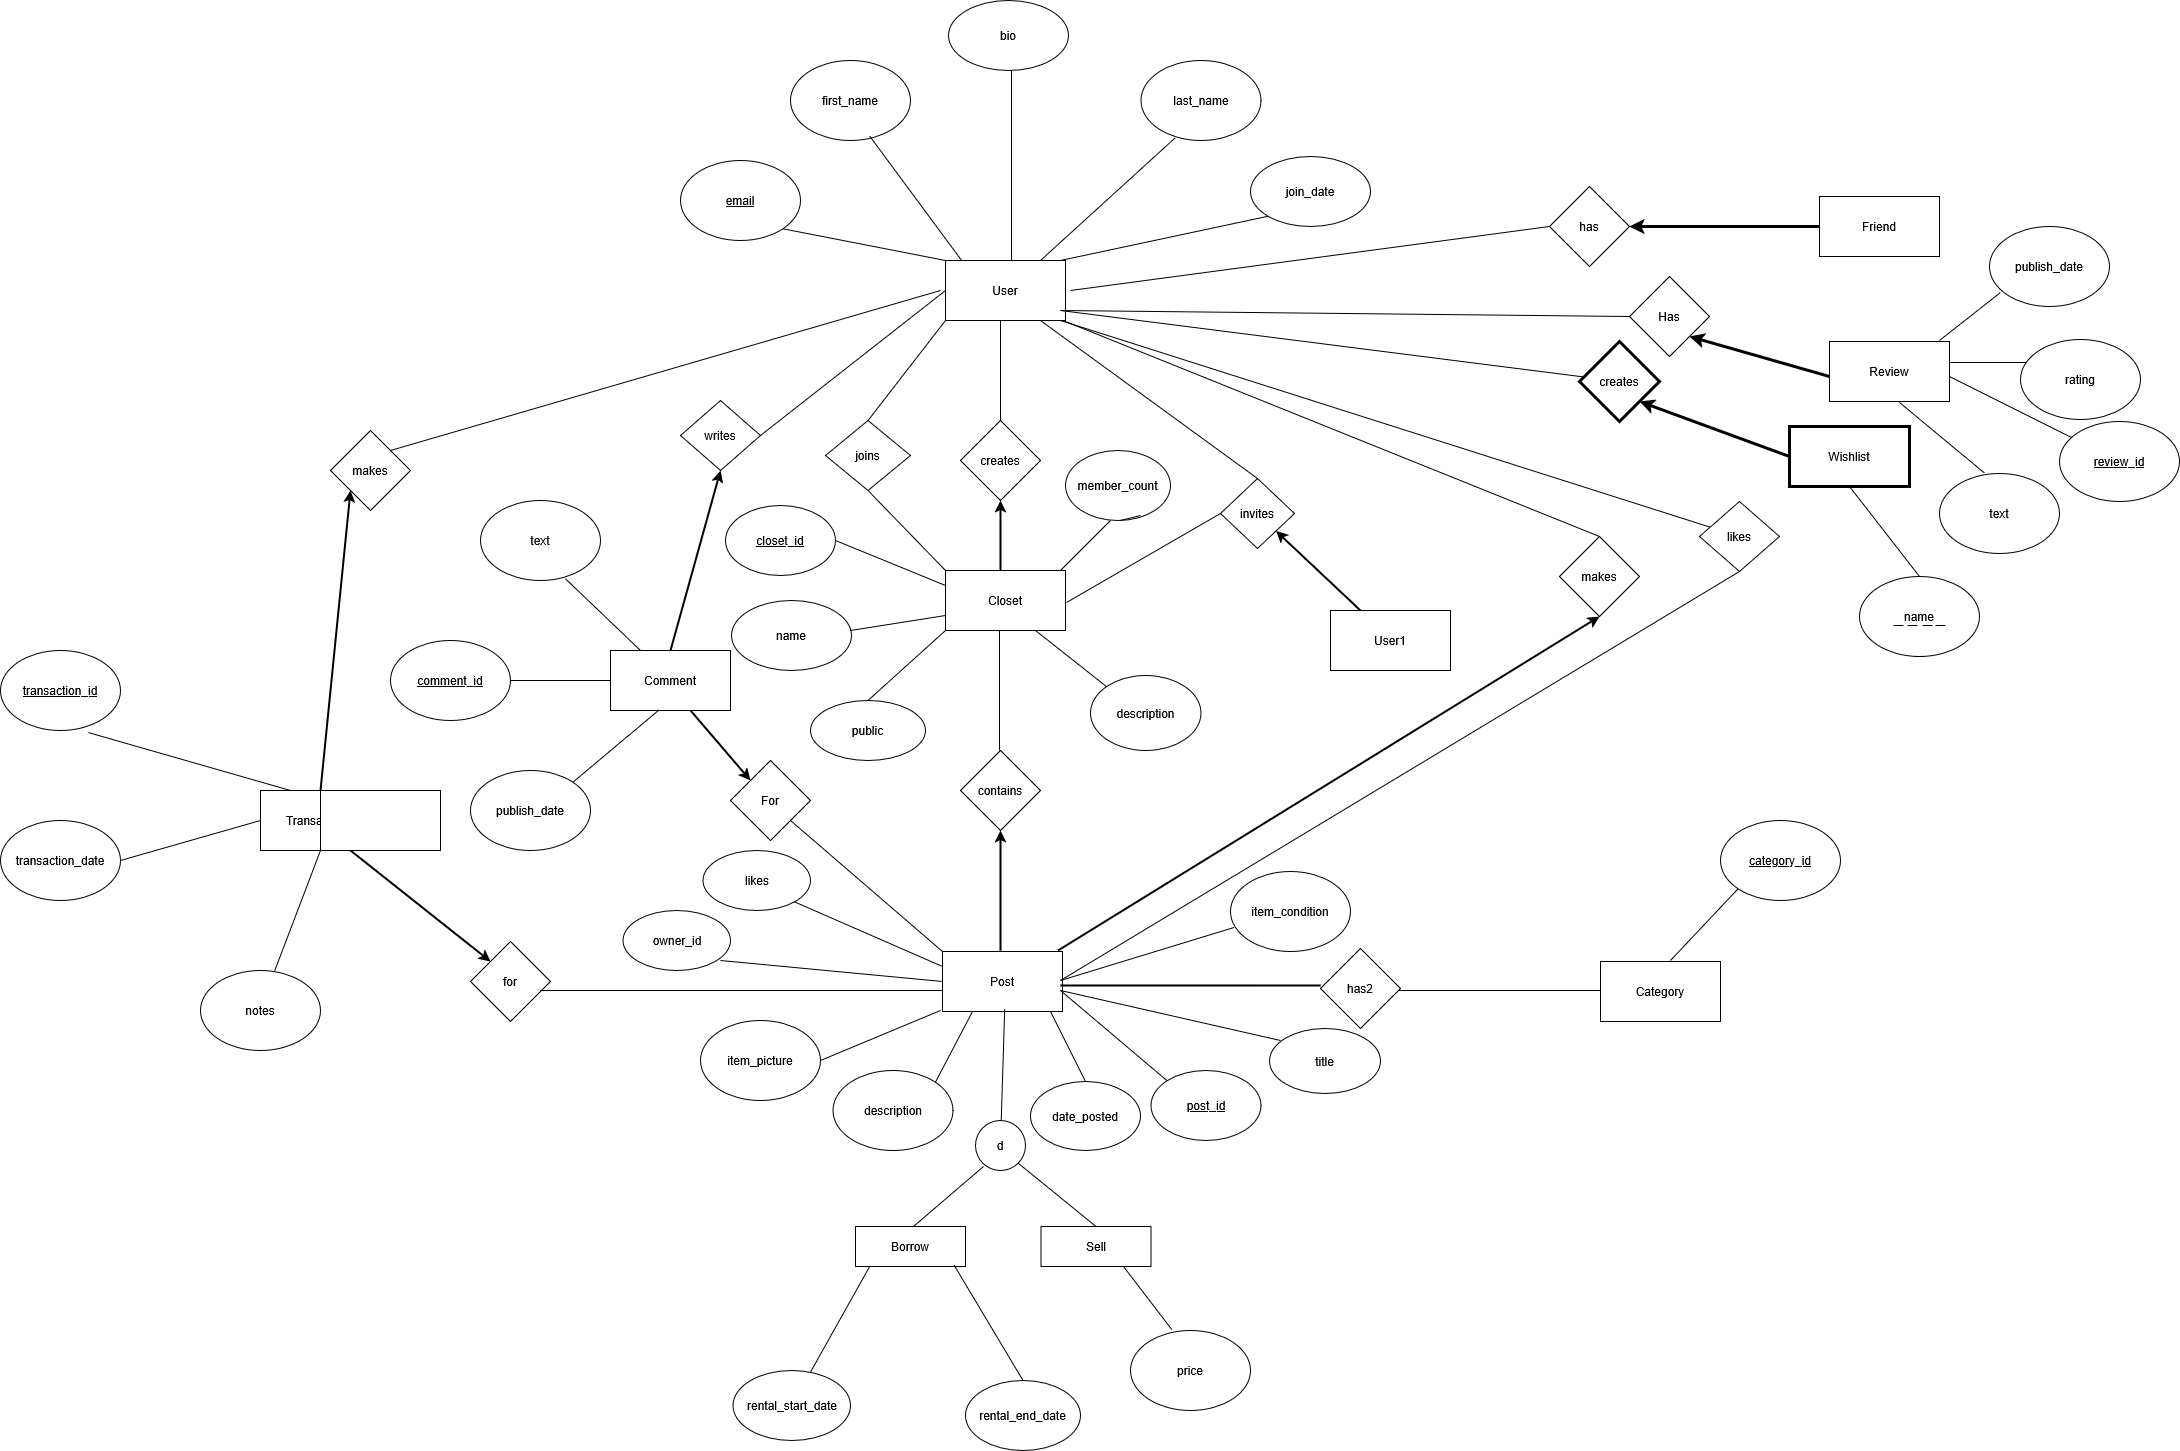 bio
first_name
last_name
join_date
email
has
Friend
publish_date
User
Has
Review
rating
creates
writes
joins
creates
makes
Wishlist
review_id
member_count
invites
text
closet_id
text
likes
makes
Closet
name
name
User1
comment_id
Comment
transaction_id
description
public
contains
For
publish_date
Transa
transaction_date
category_id
likes
item_condition
owner_id
for
Post
has2
Category
notes
item_picture
title
description
date_posted
post_id
d
Borrow
Sell
price
rental_start_date
rental_end_date